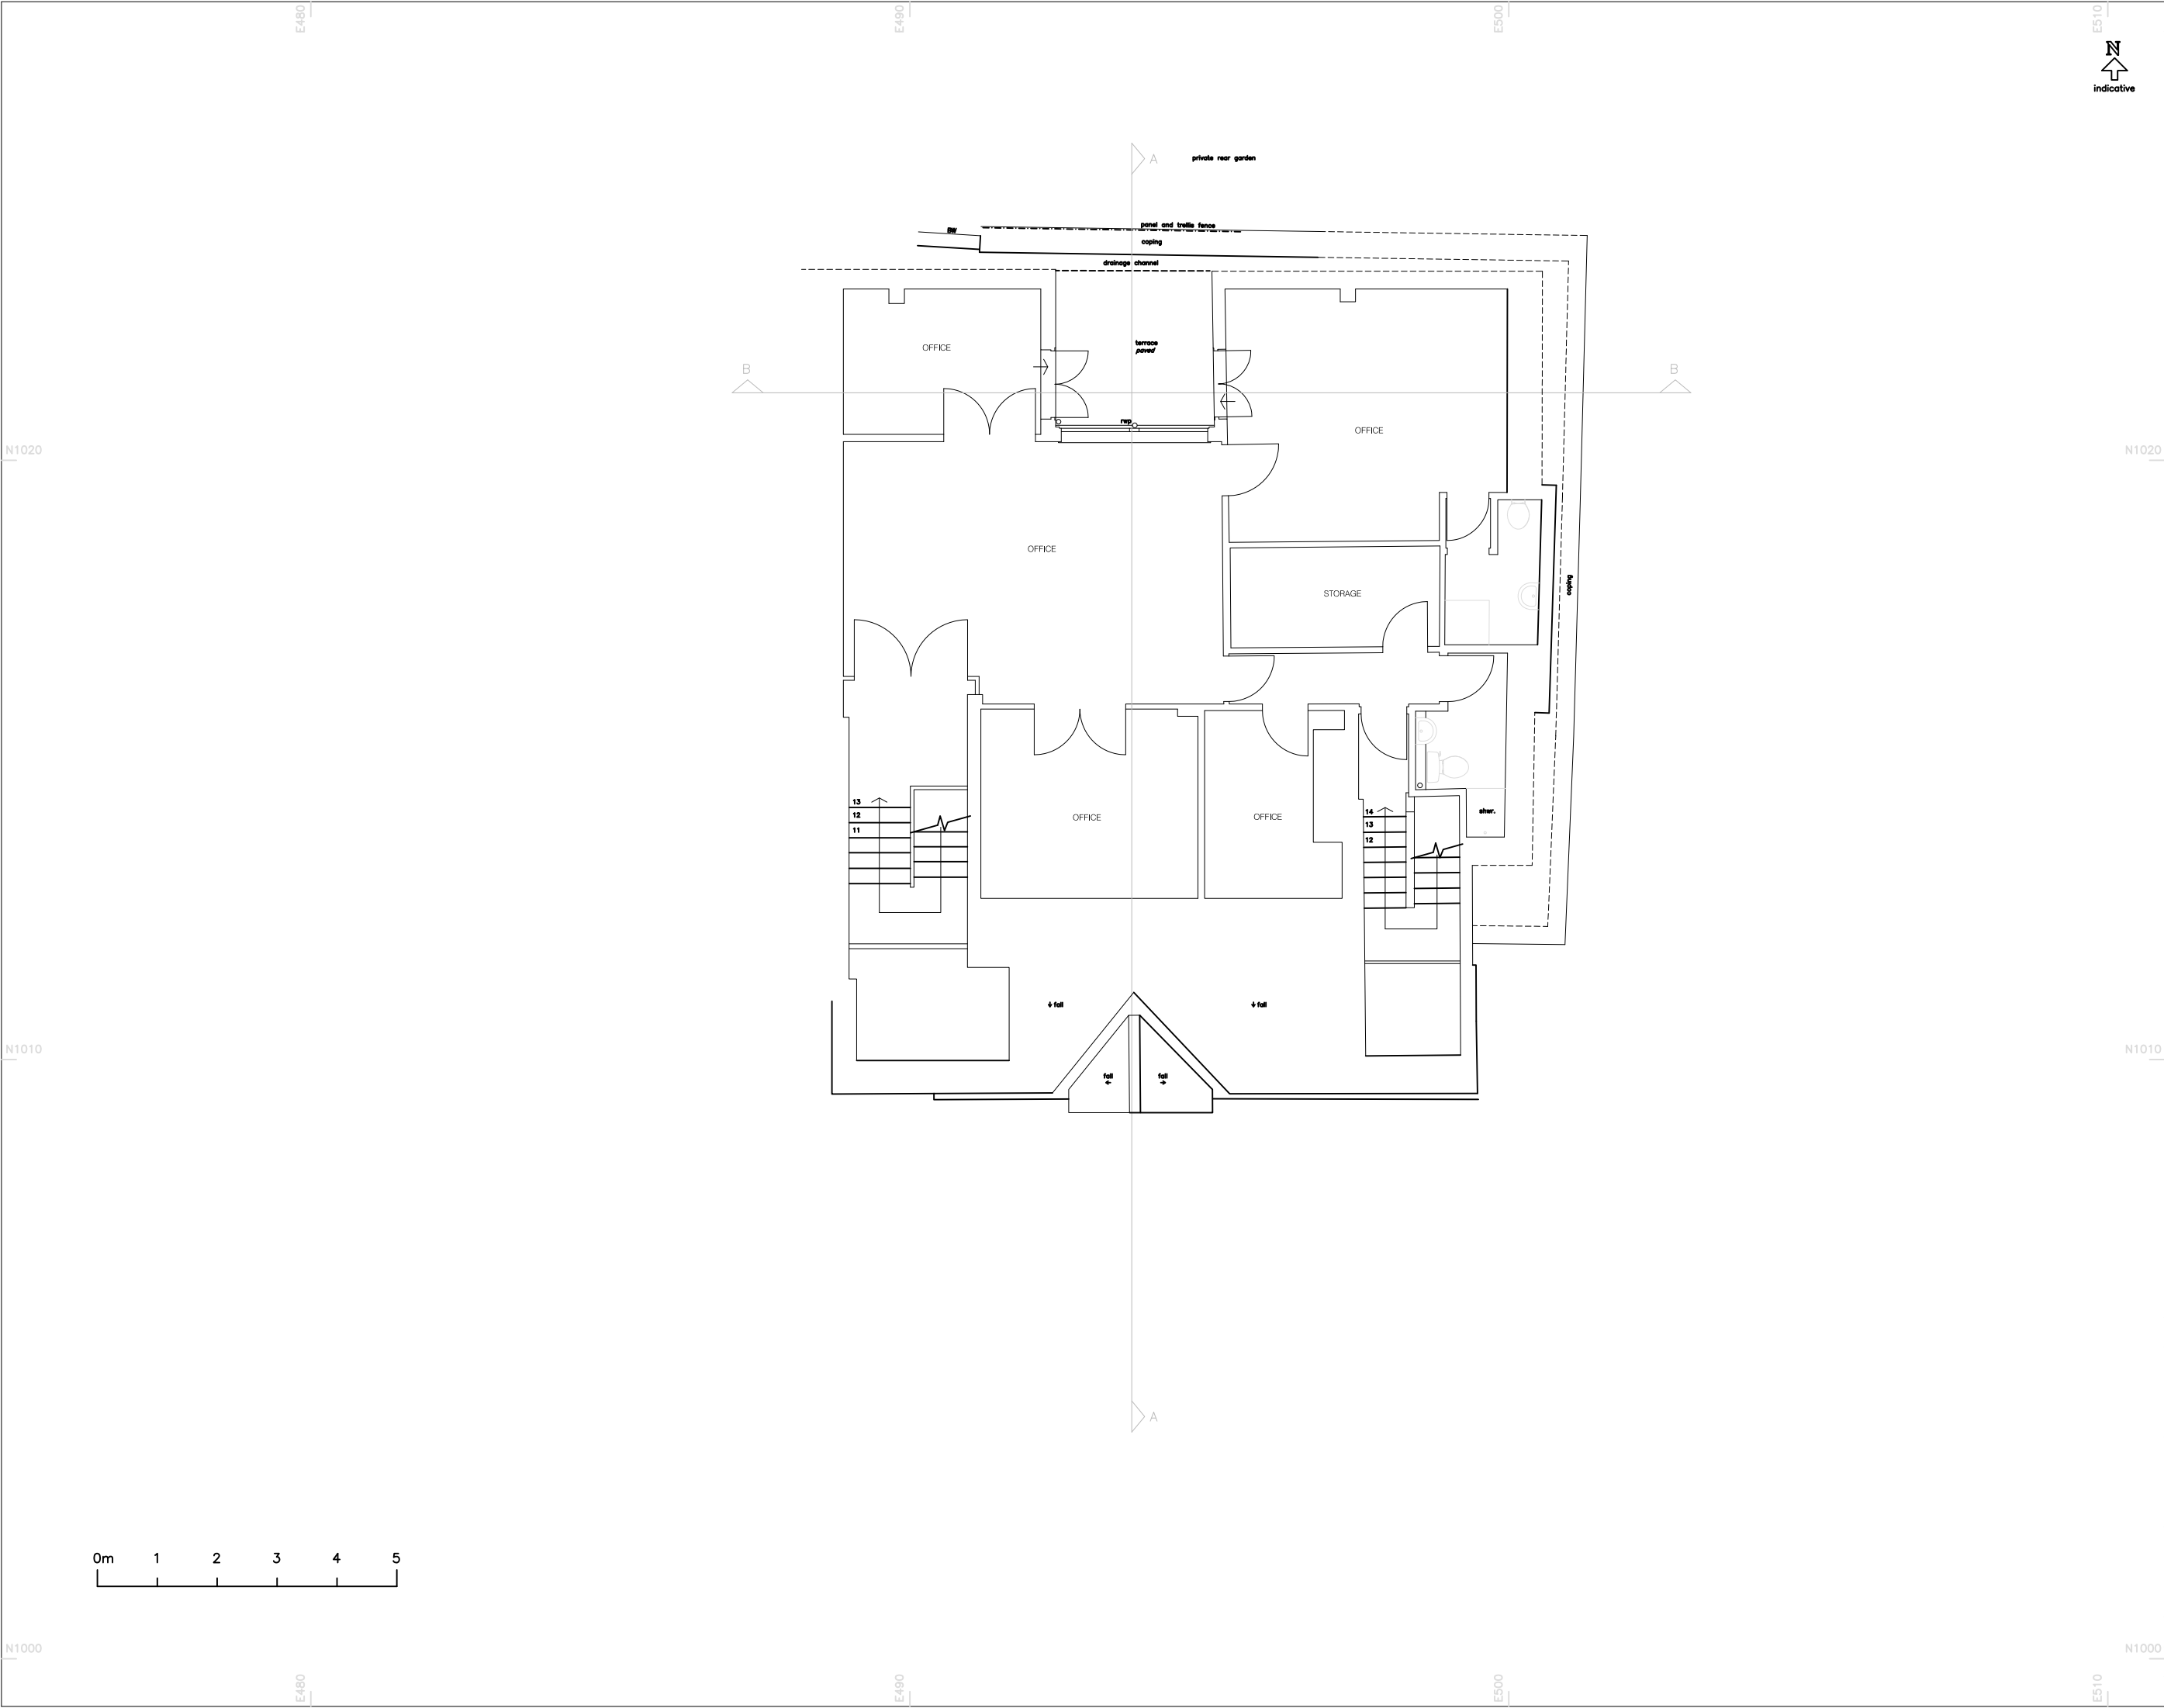 E480
E490
E500
E510
N
indicative
A
private rear garden
panel and trellis fence
BW
coping
drainage channel
terrace
paved
OFFICE
B
B
rwp
OFFICE
N1020
N1020
OFFICE
coping
STORAGE
13
12
11
OFFICE
OFFICE
14
13
12
shwr.
fall
fall
fall
fall
N1010
N1010
A
0m 1 2 3 4 5
N1000
N1000
E480
E490
E500
E510